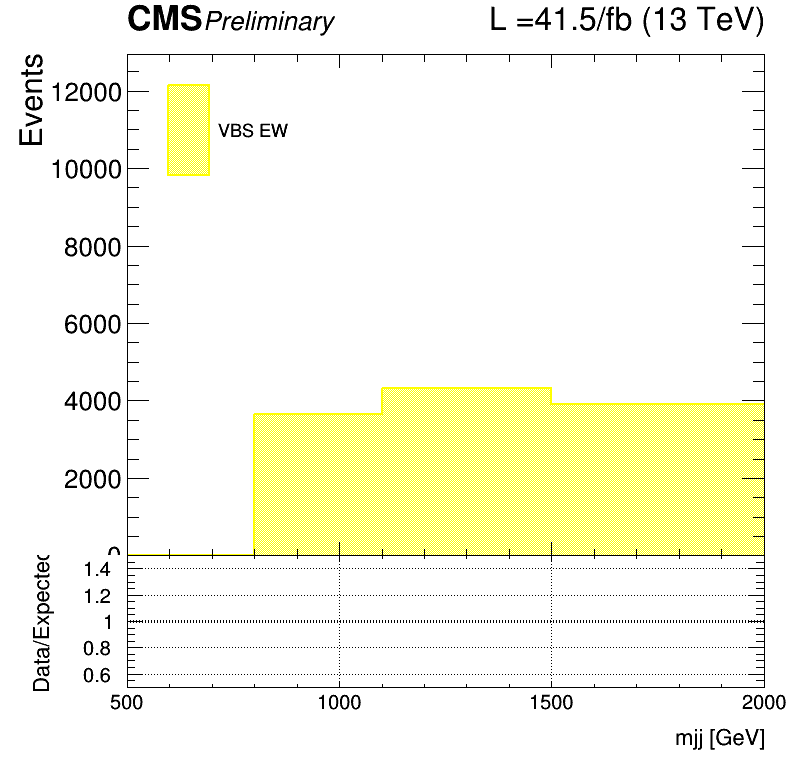 CMS Preliminary L =41.5/fb (13 TeV)
Events
12000
10000
8000
6000
4000
2000
0
VBS EW
Data/Expected
1.4
1.2
1
0.8
0.6
500 1000 1500 2000
mjj [GeV]